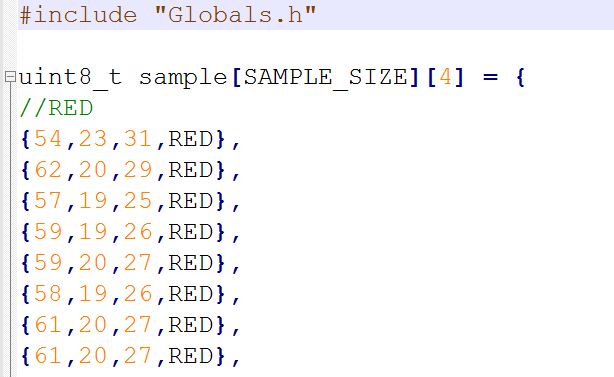 #include "Globals.h"
uint8_t sample[SAMPLE_SIZE][4] = {
//RED
{54,23,31,RED},
{62,20,29,RED},
{57,19,25,RED},
{59,19,26,RED},
{59,20,27,RED},
{58,19,26,RED},
{61,20,27,RED},
{61,20,27,RED},